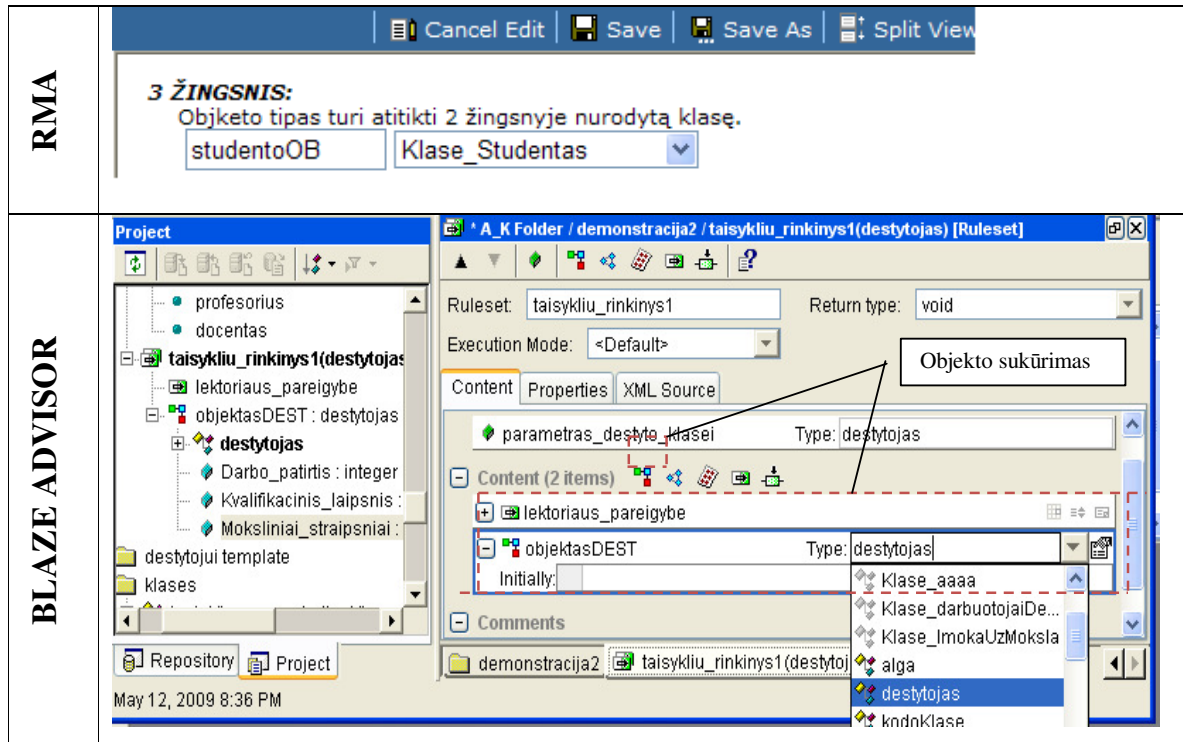 RMA
Cancel Edit Save Save As Split View
3 ŽINGSNIS:
Objketo tipas turi atitikti 2 žingsnyje nurodytą klasę.
studentoOB Klase_Studentas
BLAZE ADVISOR
Project
profesorius
docentas
taisykliu_rinkinys1(destytojas
lektoriaus_pareigybe
objektasDEST : destytojas
destytojas
Darbo_patirtis : integer
Kvalifikacinis_laipsnis :
Moksliniai_straipsniai :
destytojui template
klases
Repository Project
May 12, 2009 8:36 PM
* A_K Folder / demonstracija2 / taisykliu_rinkinys1(destytojas) [Ruleset]
Ruleset: taisykliu_rinkinys1 Return type: void
Execution Mode: <Default>
Objekto sukūrimas
Content Properties XML Source
parametras_destyto_klasei Type: destytojas
Content (2 items)
lektoriaus_pareigybe
objektasDEST Type: destytojas
Initially:
Klase_aaaa
Klase_darbuotojaiDe...
Klase_ImokaUzMoksla
alga
destytojas
kodoKlase
Comments
demonstracija2 taisykliu_rinkinys1(destytoj